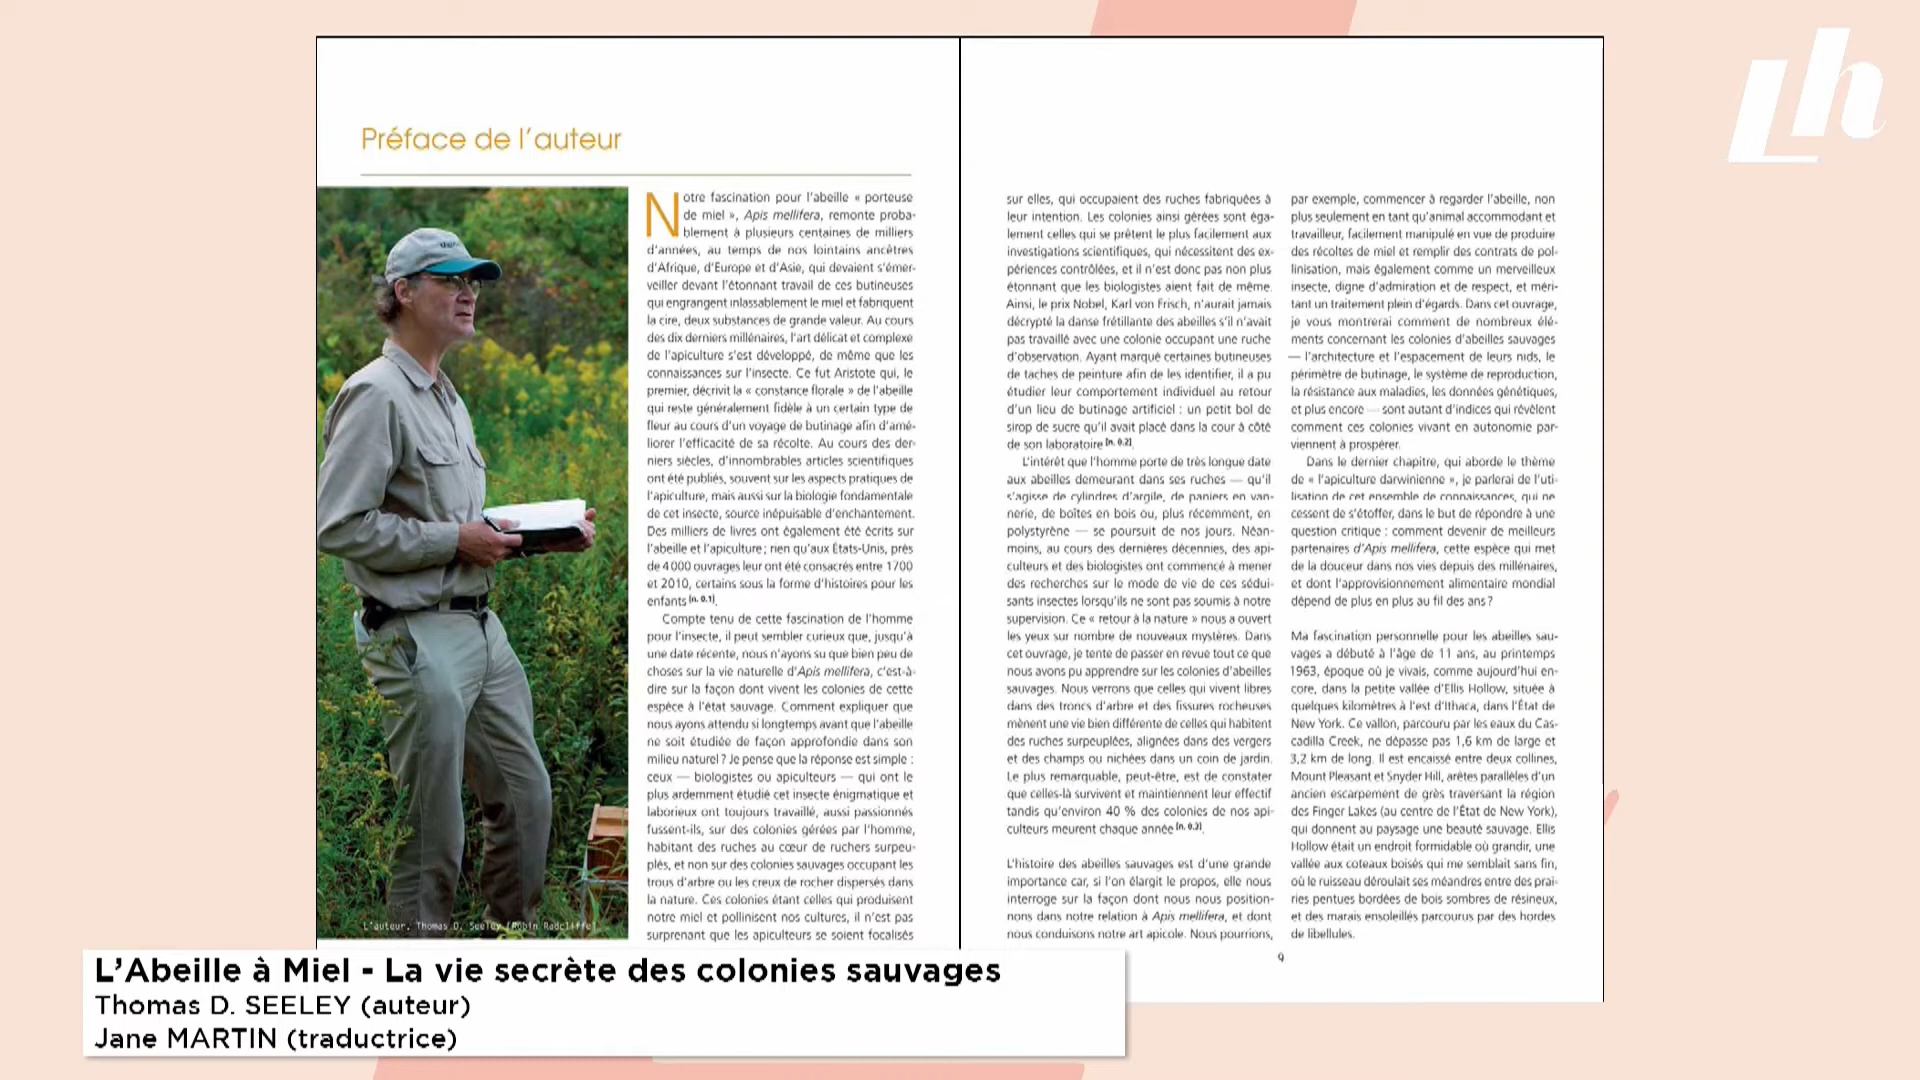 Lh
Préface de l'auteur
Notre fascination pour l'abeille « porteuse
de miel », Apis mellifera, remonte proba-
blement à plusieurs centaines de milliers
d'années, au temps de nos lointains ancêtres
d'Afrique, d'Europe et d'Asie, qui devaient s'émer-
veiller devant l'étonnant travail de ces butineuses
qui engrangent inlassablement le miel et fabriquent
la cire, deux substances de grande valeur. Au cours
des dix derniers millénaires, l'art délicat et complexe
de l'apiculture s'est développé, de même que les
connaissances sur l'insecte. Ce fut Aristote qui, le
premier, décrivit la « constance florale » de l'abeille
qui reste généralement fidèle à un certain type de
fleur au cours d'un voyage de butinage afin d'amé-
liorer l'efficacité de sa récolte. Au cours des der-
niers siècles, d'innombrables articles scientifiques
ont été publiés, souvent sur les aspects pratiques de
l'apiculture, mais aussi sur la biologie fondamentale
de cet insecte, source inépuisable d'enchantement.
Des milliers de livres ont également été écrits sur
l'abeille et l'apiculture ; rien qu'aux États-Unis, près
de 4 000 ouvrages leur ont été consacrés entre 1700
et 2010, certains sous la forme d'histoires pour les
enfants [n. 0.1].
Compte tenu de cette fascination de l'homme
pour l'insecte, il peut sembler curieux que, jusqu'à
une date récente, nous n'ayons su que bien peu de
choses sur la vie naturelle d'Apis mellifera, c'est-à-
dire sur la façon dont vivent les colonies de cette
espèce à l'état sauvage. Comment expliquer que
nous ayons attendu si longtemps avant que l'abeille
ne soit étudiée de façon approfondie dans son
milieu naturel ? Je pense que la réponse est simple :
ceux — biologistes ou apiculteurs — qui ont le
plus ardemment étudié cet insecte énigmatique et
laborieux ont toujours travaillé, aussi passionnés
fussent-ils, sur des colonies gérées par l'homme,
habitant des ruches au cœur de ruchers surpeu-
plés, et non sur des colonies sauvages occupant les
trous d'arbre ou les creux de rocher dispersés dans
la nature. Ces colonies étant celles qui produisent
notre miel et pollinisent nos cultures, il n'est pas
surprenant que les apiculteurs se soient focalisés
L'auteur, Thomas D. Seeley (Robin Radcliffe)
sur elles, qui occupaient des ruches fabriquées à
leur intention. Les colonies ainsi gérées sont éga-
lement celles qui se prêtent le plus facilement aux
investigations scientifiques, qui nécessitent des ex-
périences contrôlées, et il n'est donc pas non plus
étonnant que les biologistes aient fait de même.
Ainsi, le prix Nobel, Karl von Frisch, n'aurait jamais
décrypté la danse frétillante des abeilles s'il n'avait
pas travaillé avec une colonie occupant une ruche
d'observation. Ayant marqué certaines butineuses
de taches de peinture afin de les identifier, il a pu
étudier leur comportement individuel au retour
d'un lieu de butinage artificiel : un petit bol de
sirop de sucre qu'il avait placé dans la cour à côté
de son laboratoire [n. 0.2].
L'intérêt que l'homme porte de très longue date
aux abeilles demeurant dans ses ruches — qu'il
s'agisse de cylindres d'argile, de paniers en van-
nerie, de boîtes en bois ou, plus récemment, en
polystyrène — se poursuit de nos jours. Néan-
moins, au cours des dernières décennies, des api-
culteurs et des biologistes ont commencé à mener
des recherches sur le mode de vie de ces sédui-
sants insectes lorsqu'ils ne sont pas soumis à notre
supervision. Ce « retour à la nature » nous a ouvert
les yeux sur nombre de nouveaux mystères. Dans
cet ouvrage, je tente de passer en revue tout ce que
nous avons pu apprendre sur les colonies d'abeilles
sauvages. Nous verrons que celles qui vivent libres
dans des troncs d'arbre et des fissures rocheuses
mènent une vie bien différente de celles qui habitent
des ruches surpeuplées, alignées dans des vergers
et des champs ou nichées dans un coin de jardin.
Le plus remarquable, peut-être, est de constater
que celles-là survivent et maintiennent leur effectif
tandis qu'environ 40 % des colonies de nos api-
culteurs meurent chaque année [n. 0.3].
L'histoire des abeilles sauvages est d'une grande
importance car, si l'on élargit le propos, elle nous
interroge sur la façon dont nous nous position-
nons dans notre relation à Apis mellifera, et dont
nous conduisons notre art apicole. Nous pourrions,
par exemple, commencer à regarder l'abeille, non
plus seulement en tant qu'animal accommodant et
travailleur, facilement manipulé en vue de produire
des récoltes de miel et remplir des contrats de pol-
linisation, mais également comme un merveilleux
insecte, digne d'admiration et de respect, et méri-
tant un traitement plein d'égards. Dans cet ouvrage,
je vous montrerai comment de nombreux élé-
ments concernant les colonies d'abeilles sauvages
— l'architecture et l'espacement de leurs nids, le
périmètre de butinage, le système de reproduction,
la résistance aux maladies, les données génétiques,
et plus encore — sont autant d'indices qui révèlent
comment ces colonies vivant en autonomie par-
viennent à prospérer.
Dans le dernier chapitre, qui aborde le thème
de « l'apiculture darwinienne », je parlerai de l'uti-
lisation de cet ensemble de connaissances, qui ne
cessent de s'étoffer, dans le but de répondre à une
question critique : comment devenir de meilleurs
partenaires d'Apis mellifera, cette espèce qui met
de la douceur dans nos vies depuis des millénaires,
et dont l'approvisionnement alimentaire mondial
dépend de plus en plus au fil des ans ?
Ma fascination personnelle pour les abeilles sau-
vages a débuté à l'âge de 11 ans, au printemps
1963, époque où je vivais, comme aujourd'hui en-
core, dans la petite vallée d'Ellis Hollow, située à
quelques kilomètres à l'est d'Ithaca, dans l'État de
New York. Ce vallon, parcouru par les eaux du Cas-
cadilla Creek, ne dépasse pas 1,6 km de large et
3,2 km de long. Il est encaissé entre deux collines,
Mount Pleasant et Snyder Hill, arêtes parallèles d'un
ancien escarpement de grès traversant la région
des Finger Lakes (au centre de l'État de New York),
qui donnent au paysage une beauté sauvage. Ellis
Hollow était un endroit formidable où grandir, une
vallée aux coteaux boisés qui me semblait sans fin,
où le ruisseau déroulait ses méandres entre des prai-
ries pentues bordées de bois sombres de résineux,
et des marais ensoleillés parcourus par des hordes
de libellules.
9
L'Abeille à Miel - La vie secrète des colonies sauvages
Thomas D. SEELEY (auteur)
Jane MARTIN (traductrice)